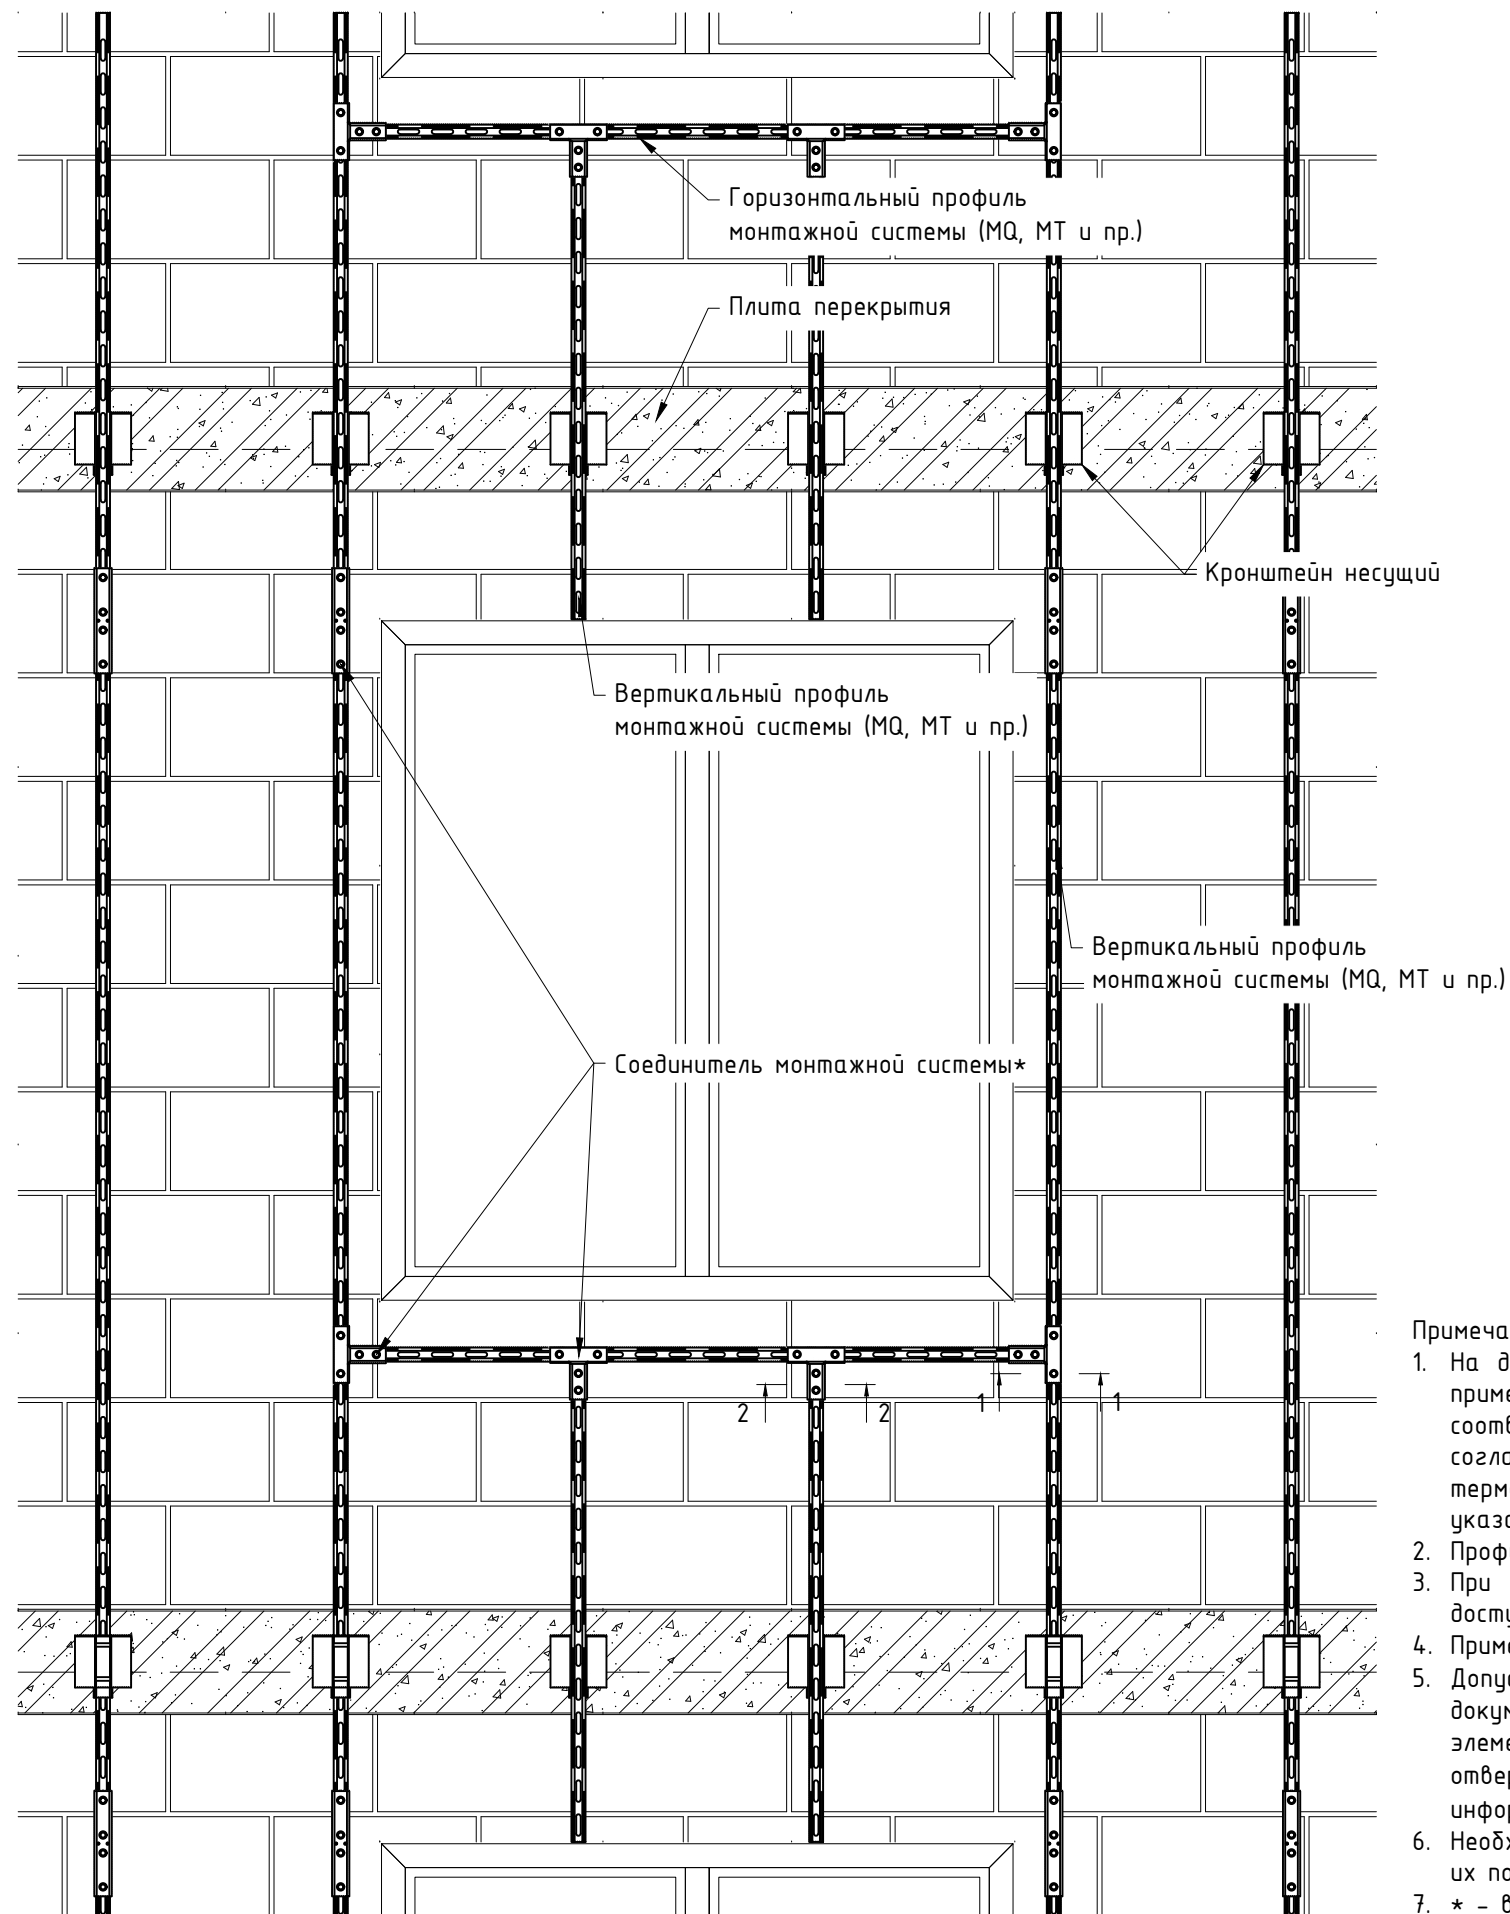 Горизонтальный профиль
монтажной системы (MQ, MT и пр.)
Плита перекрытия
Кронштейн несущий
Вертикальный профиль
монтажной системы (MQ, MT и пр.)
Вертикальный профиль
монтажной системы (MQ, MT и пр.)
Соединитель монтажной системы*
2 2 1 1
Примеча
1. На д
приме
соотв
согла
терм
указа
2. Проф
3. При
досту
4. Приме
5. Допус
докум
элеме
отвер
инфор
6. Необх
их по
7. * - в